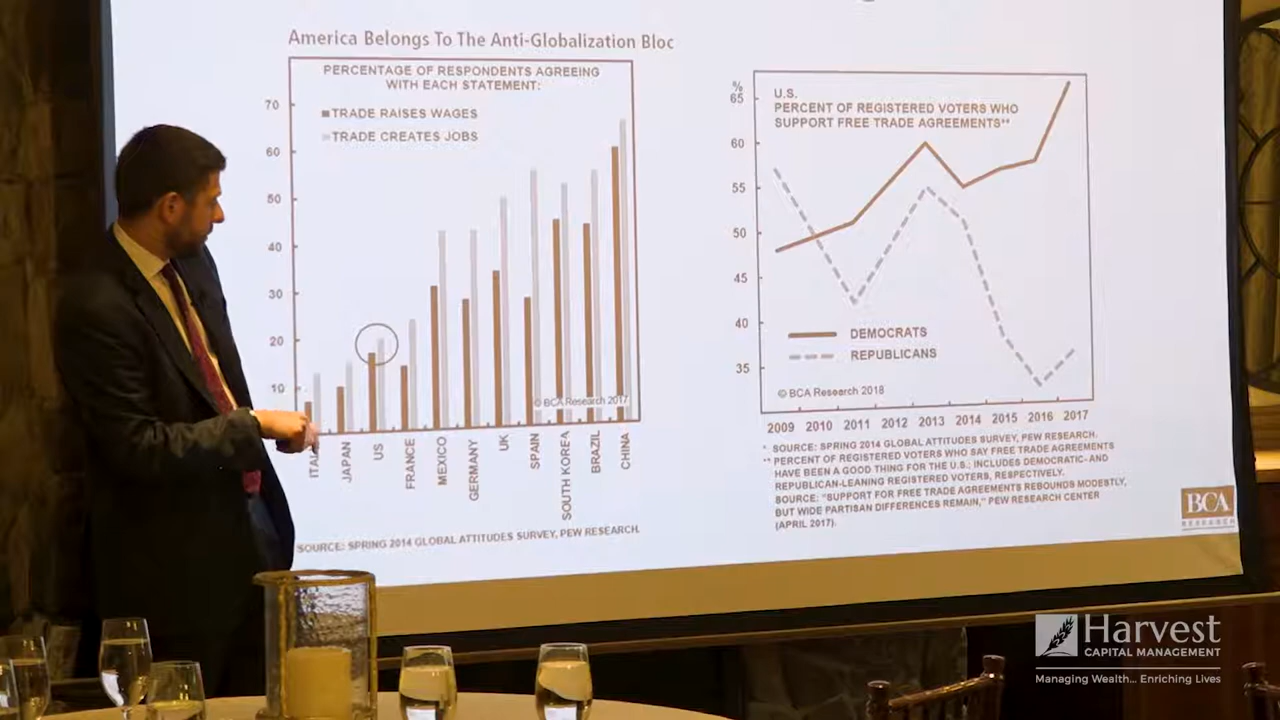 America Belongs To The Anti-Globalization Bloc
PERCENTAGE OF RESPONDENTS AGREEING
WITH EACH STATEMENT:
TRADE RAISES WAGES
TRADE CREATES JOBS
70
60
50
40
30
20
10
© BCA Research 2017
JAPAN
US
FRANCE
MEXICO
GERMANY
UK
SPAIN
SOUTH KOREA
BRAZIL
CHINA
SOURCE: SPRING 2014 GLOBAL ATTITUDES SURVEY, PEW RESEARCH.
%
65
60
55
50
45
40
35
U.S.
PERCENT OF REGISTERED VOTERS WHO
SUPPORT FREE TRADE AGREEMENTS**
DEMOCRATS
REPUBLICANS
© BCA Research 2018
2009 2010 2011 2012 2013 2014 2015 2016 2017
* SOURCE: SPRING 2014 GLOBAL ATTITUDES SURVEY, PEW RESEARCH.
** PERCENT OF REGISTERED VOTERS WHO SAY FREE TRADE AGREEMENTS
HAVE BEEN A GOOD THING FOR THE U.S.; INCLUDES DEMOCRATIC- AND
REPUBLICAN-LEANING REGISTERED VOTERS, RESPECTIVELY.
SOURCE: "SUPPORT FOR FREE TRADE AGREEMENTS REBOUNDS MODESTLY,
BUT WIDE PARTISAN DIFFERENCES REMAIN," PEW RESEARCH CENTER
(APRIL 2017).
BCA
RESEARCH
Harvest
CAPITAL MANAGEMENT
Managing Wealth... Enriching Lives